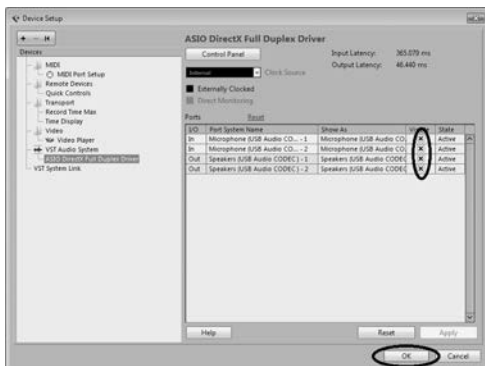 Device Setup
+ - |◄
Devices
MIDI
MIDI Port Setup
Remote Devices
Quick Controls
Transport
Record Time Max
Time Display
Video
Video Player
VST Audio System
ASIO DirectX Full Duplex Driver
VST System Link
ASIO DirectX Full Duplex Driver
Control Panel
Input Latency: 365.079 ms
Output Latency: 46.440 ms
Internal Clock Source
Externally Clocked
Direct Monitoring
Ports Reset
I/O Port System Name Show As State
In Microphone (USB Audio CO... - 1 Microphone (USB Audio CO × Active
In Microphone (USB Audio CO... - 2 Microphone (USB Audio CO × Active
Out Speakers (USB Audio CODEC) - 1 Speakers (USB Audio CODEC × Active
Out Speakers (USB Audio CODEC) - 2 Speakers (USB Audio CODEC × Active
Help Reset Apply
OK Cancel